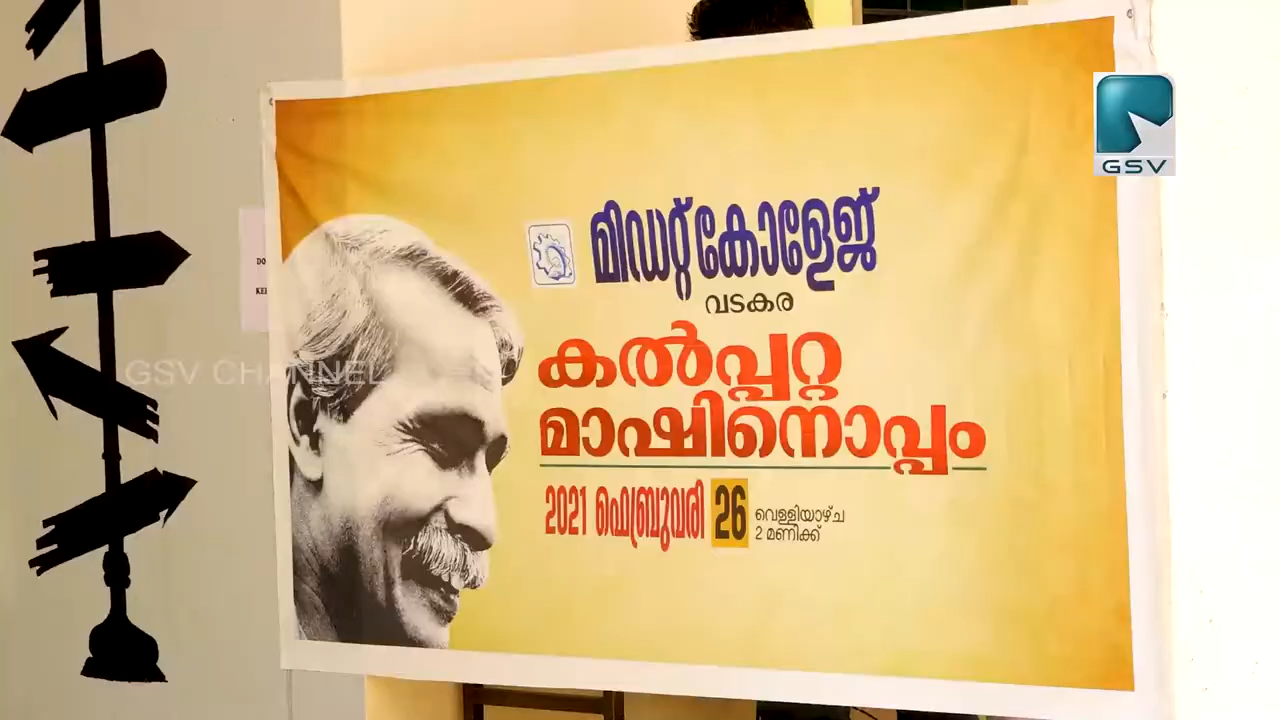 മിഡറ്റ് കോളേജ്
വടകര
കൽപ്പറ്റ
മാഷിനൊപ്പം
2021 ഫെബ്രുവരി 26 വെള്ളിയാഴ്ച
2 മണിക്ക്
GSV
GSV CHANNEL